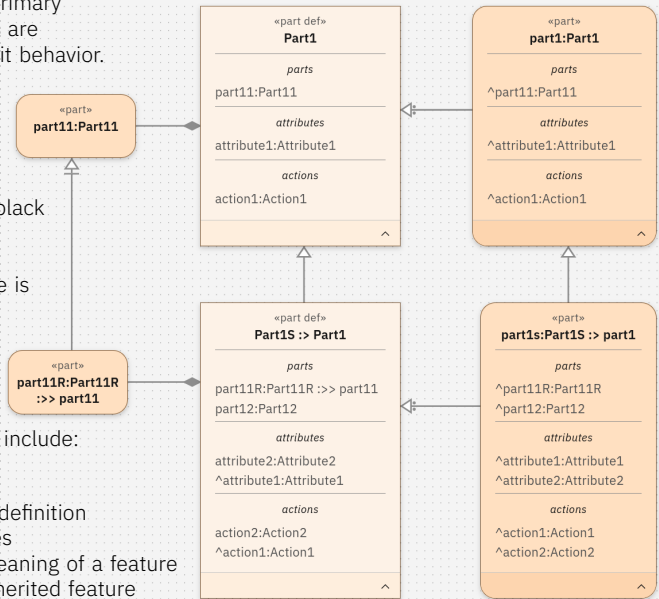 are
it behavior.
«part»
part11:Part11
black
is
«part»
part11R:Part11R
:>> part11
include:
definition
meaning of a feature
inherited feature
«part def»
Part1
parts
part11:Part11
attributes
attribute1:Attribute1
actions
action1:Action1
«part»
part1:Part1
parts
^part11:Part11
attributes
^attribute1:Attribute1
actions
^action1:Action1
«part def»
Part1S :> Part1
parts
part11R:Part11R :>> part11
part12:Part12
attributes
attribute2:Attribute2
^attribute1:Attribute1
actions
action2:Action2
^action1:Action1
«part»
part1s:Part1S :> part1
parts
^part11R:Part11R
^part12:Part12
attributes
^attribute1:Attribute1
^attribute2:Attribute2
actions
^action1:Action1
^action2:Action2